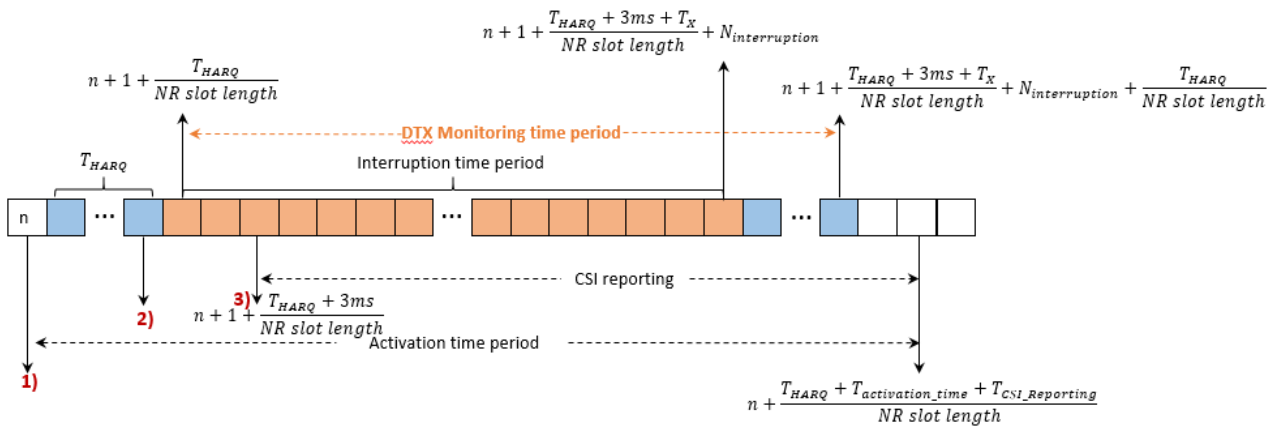 n + 1 + (T_HARQ + 3ms + T_X) / (NR slot length) + N_interruption
n + 1 + T_HARQ / (NR slot length)
n + 1 + (T_HARQ + 3ms + T_X) / (NR slot length) + N_interruption + T_HARQ / (NR slot length)
DTX Monitoring time period
T_HARQ
Interruption time period
n ... ... ...
CSI reporting
2)
3)
n + 1 + (T_HARQ + 3ms) / (NR slot length)
Activation time period
1)
n + (T_HARQ + T_activation_time + T_CSI_Reporting) / (NR slot length)